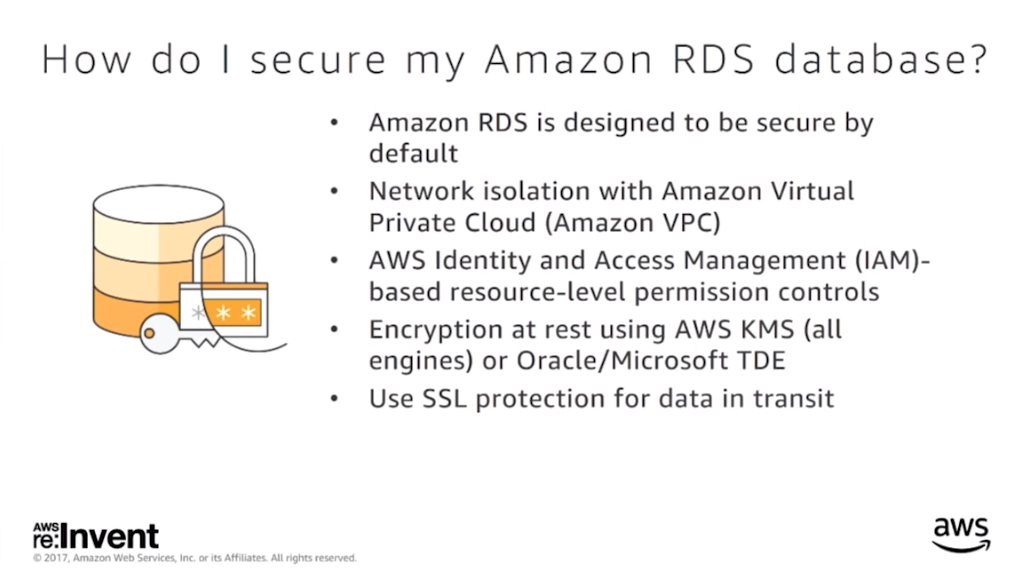 How do I secure my Amazon RDS database?
• Amazon RDS is designed to be secure by
default
• Network isolation with Amazon Virtual
Private Cloud (Amazon VPC)
• AWS Identity and Access Management (IAM)-
based resource-level permission controls
• Encryption at rest using AWS KMS (all
engines) or Oracle/Microsoft TDE
• Use SSL protection for data in transit
***
AWS
re:Invent
© 2017, Amazon Web Services, Inc. or its Affiliates. All rights reserved.
aws